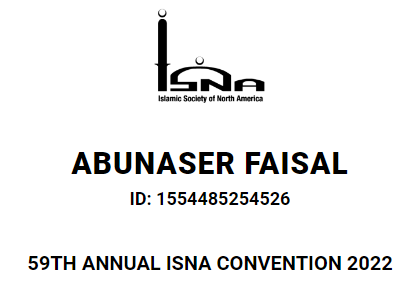 ISNA
Islamic Society of North America
ABUNASER FAISAL
ID: 1554485254526
59TH ANNUAL ISNA CONVENTION 2022